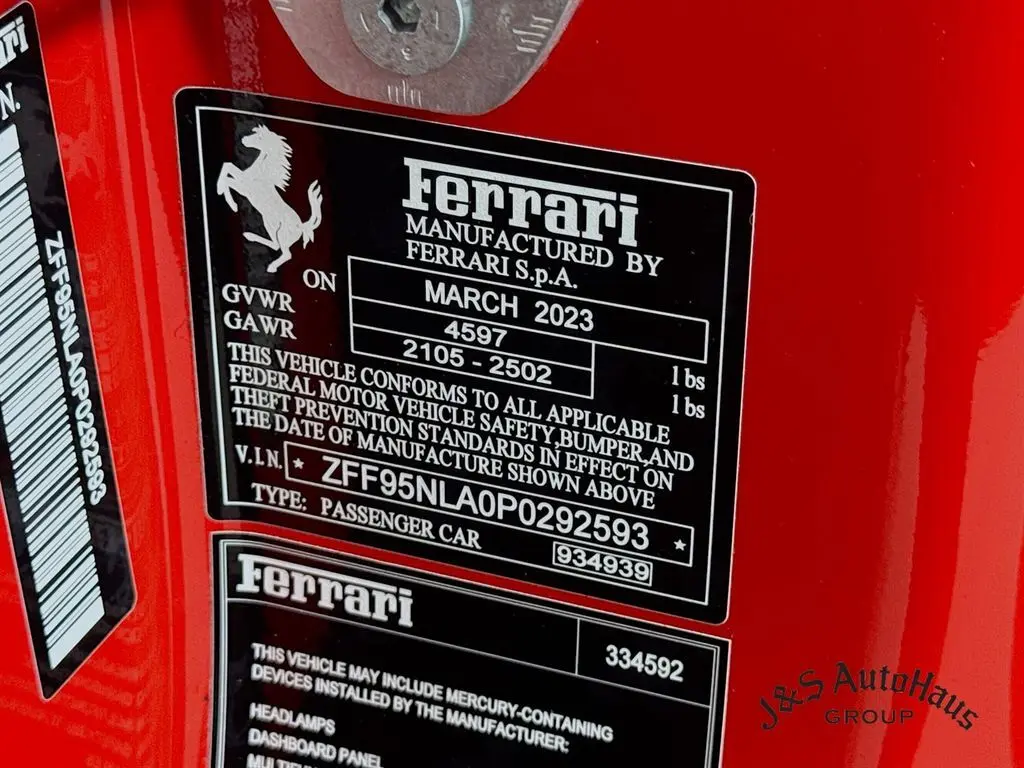 Ferrari
MANUFACTURED BY
FERRARI S.p.A.
ON MARCH 2023
GVWR 4597 lbs
GAWR 2105 - 2502 lbs
THIS VEHICLE CONFORMS TO ALL APPLICABLE
FEDERAL MOTOR VEHICLE SAFETY,BUMPER,AND
THEFT PREVENTION STANDARDS IN EFFECT ON
THE DATE OF MANUFACTURE SHOWN ABOVE
V.I.N. * ZFF95NLA0P0292593 *
TYPE: PASSENGER CAR 934939
Ferrari 334592
THIS VEHICLE MAY INCLUDE MERCURY-CONTAINING
DEVICES INSTALLED BY THE MANUFACTURER:
HEADLAMPS
DASHBOARD PANEL
ZFF95NLA0P0292593
J&S AutoHaus
GROUP